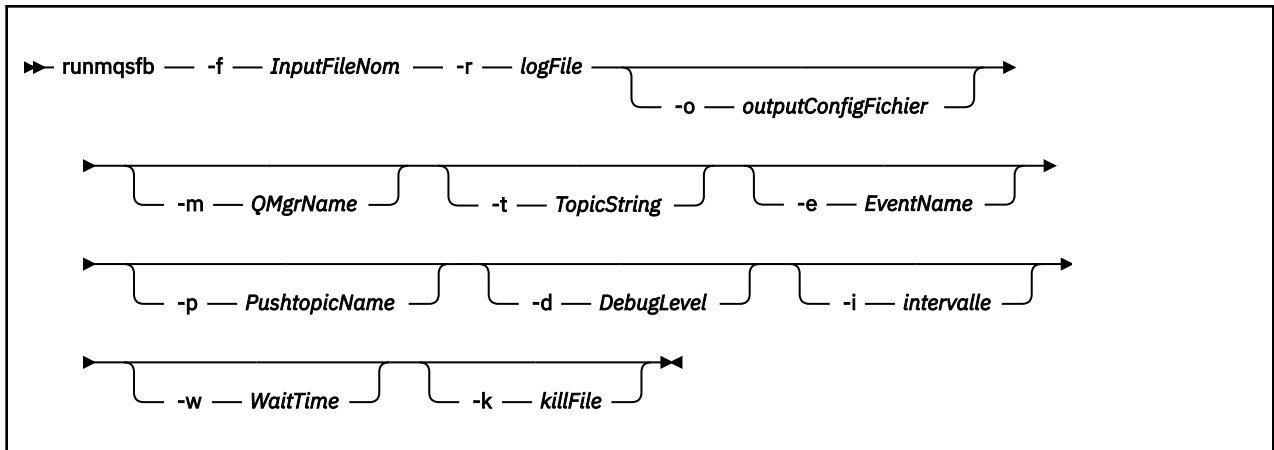 runmqsfb -f InputFileNom -r logFile
-o outputConfigFichier
-m QMgrName -t TopicString -e EventName
-p PushtopicName -d DebugLevel -i intervalle
-w WaitTime -k killFile